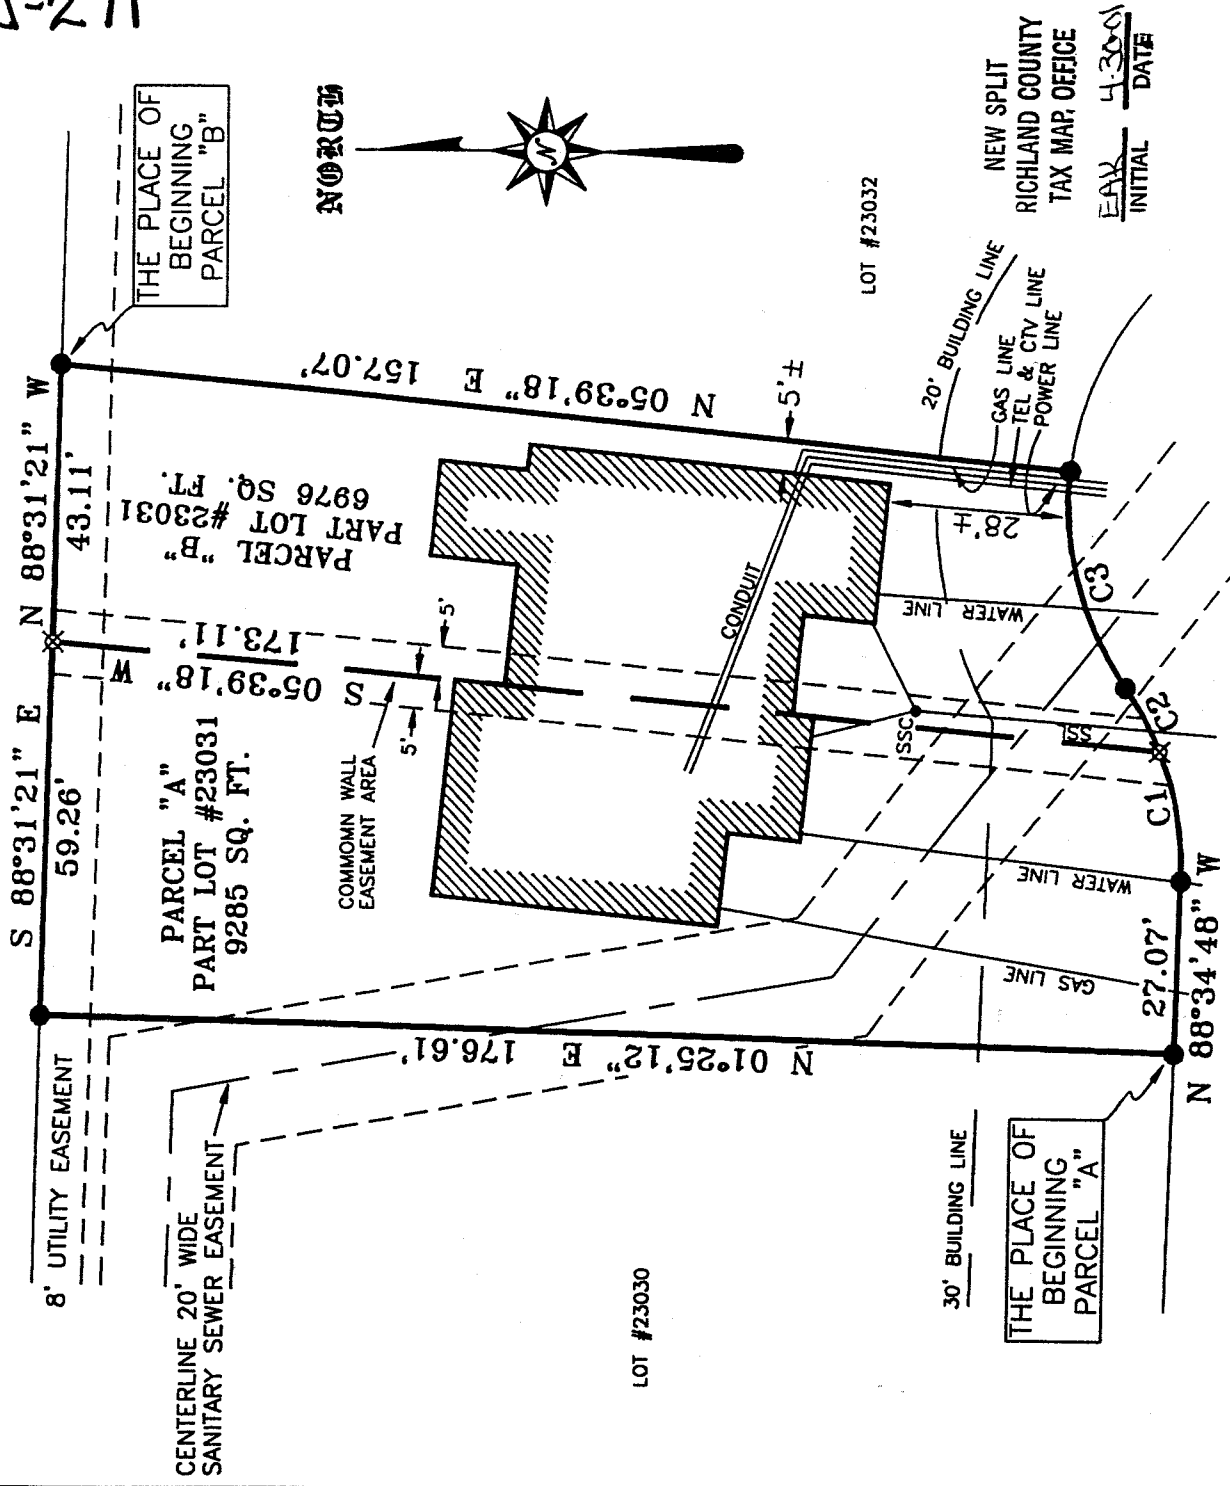 THE PLACE OF
BEGINNING
PARCEL "B"
NORTH
N
S 88°31'21" E
59.26'
N 88°31'21" W
43.11'
8' UTILITY EASEMENT
CENTERLINE 20' WIDE
SANITARY SEWER EASEMENT
PARCEL "A"
PART LOT #23031
9285 SQ. FT.
PARCEL "B"
PART LOT #23031
6976 SQ. FT.
S 05°39'18" W
173.11'
N 05°39'18" E 157.07'
N 01°25'12" E 176.61'
5'
5'
COMMOMN WALL
EASEMENT AREA
5'±
CONDUIT
28'±
LOT #23032
LOT #23030
20' BUILDING LINE
GAS LINE
TEL & CTV LINE
POWER LINE
WATER LINE
SSC
SSL
WATER LINE
GAS LINE
C1
C2
C3
30' BUILDING LINE
27.07'
N 88°34'48" W
THE PLACE OF
BEGINNING
PARCEL "A"
NEW SPLIT
RICHLAND COUNTY
TAX MAP, OFFICE
EAK 4.30.01
INITIAL DATE